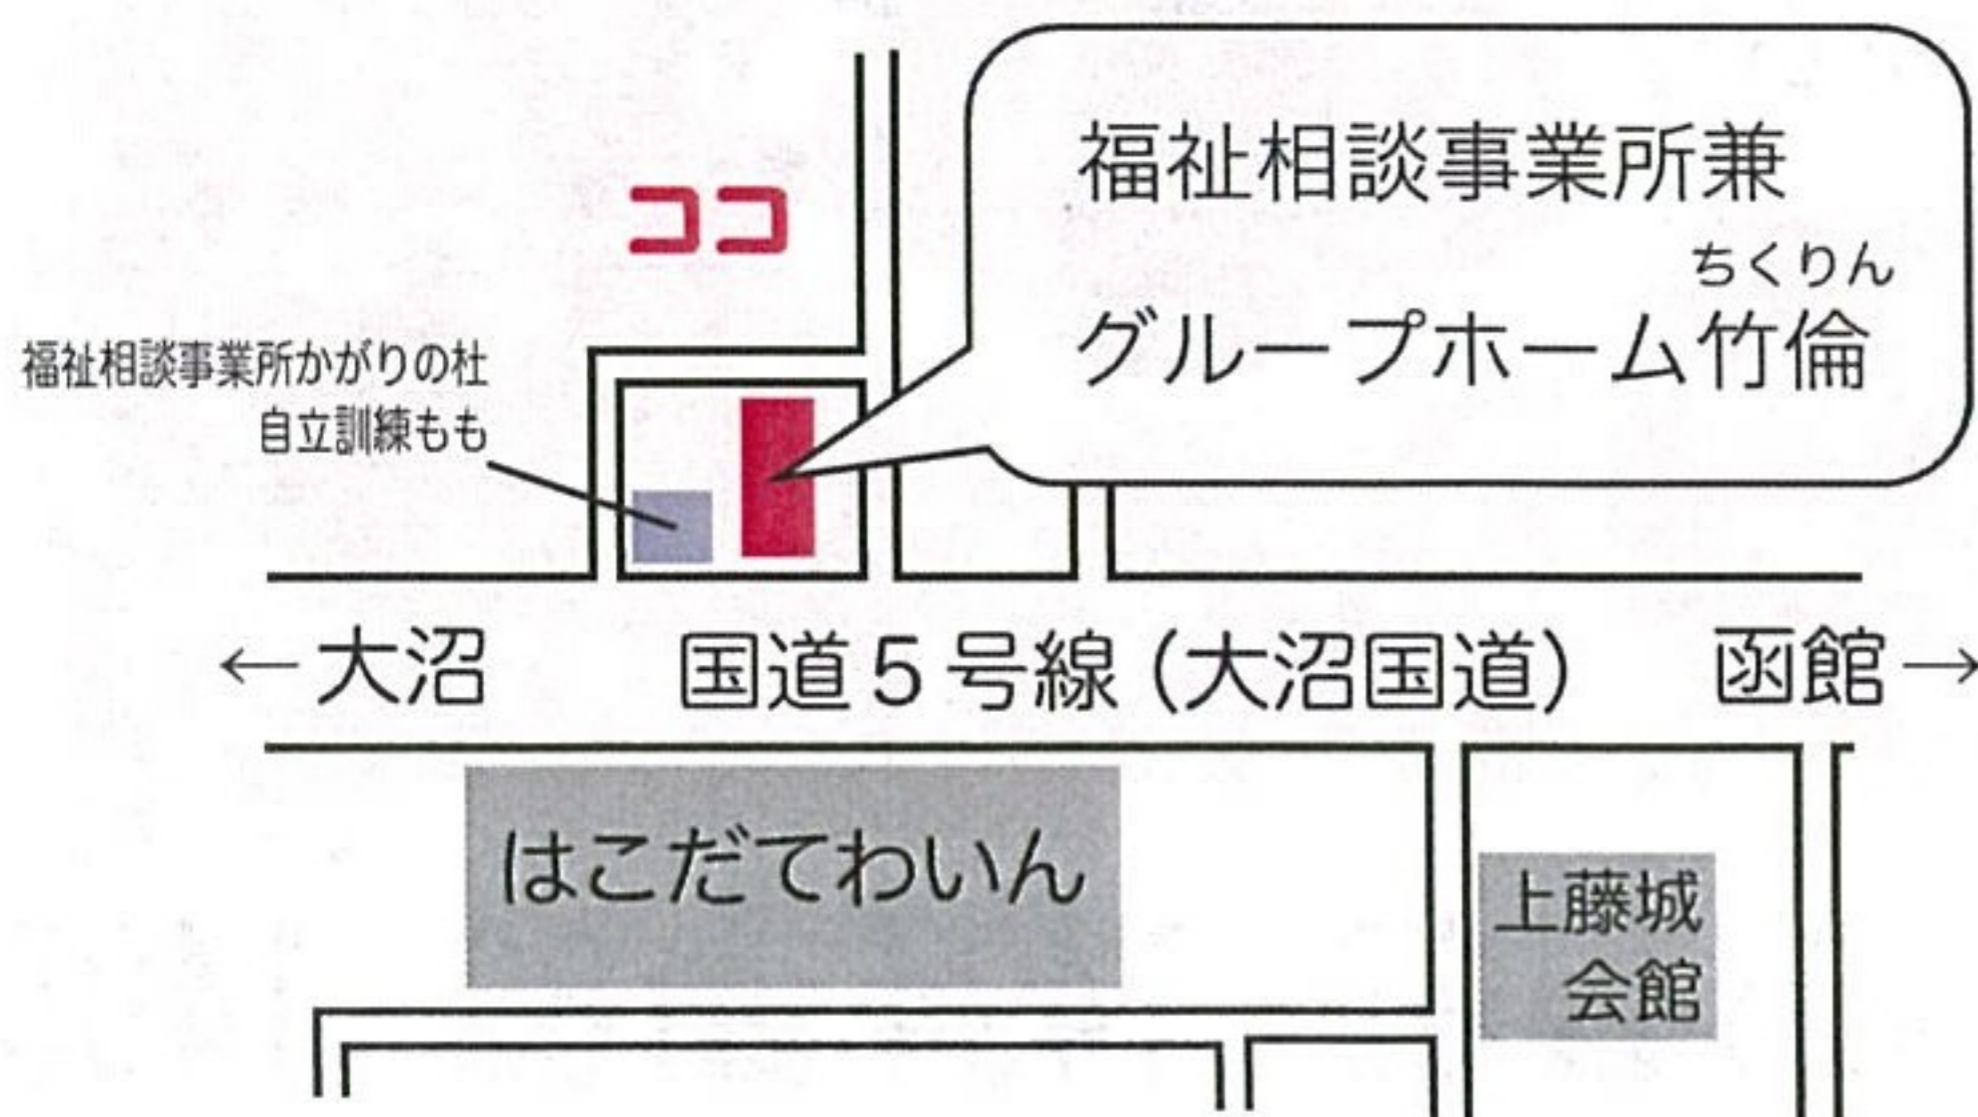 福祉相談事業所兼
ちくりん
グループホーム竹倫
ココ
福祉相談事業所かがりの杜
自立訓練もも
←大沼 国道5号線(大沼国道) 函館→
はこだてわいん
上藤城
会館